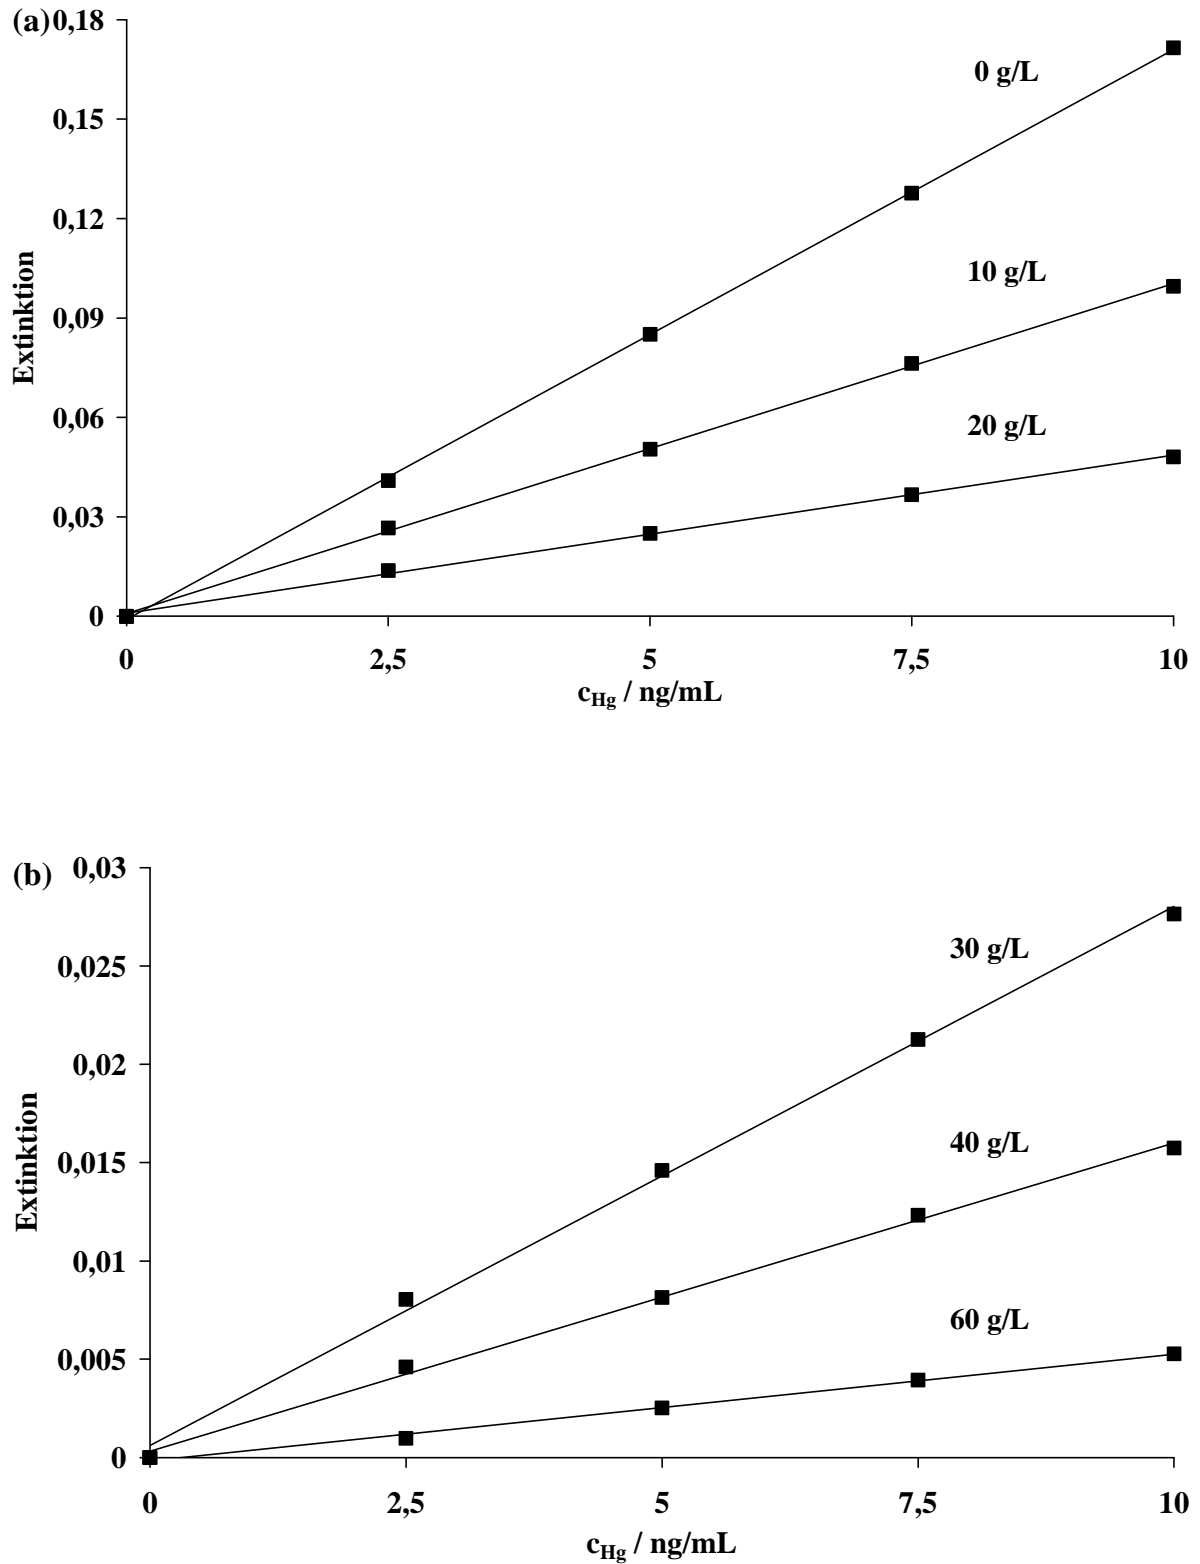 (a)
0,18
0 g/L
0,15
0,12
10 g/L
Extinktion
0,09
20 g/L
0,06
0,03
0
0 2,5 5 7,5 10
cHg / ng/mL
(b)
0,03
30 g/L
0,025
0,02
40 g/L
Extinktion
0,015
0,01
60 g/L
0,005
0
0 2,5 5 7,5 10
cHg / ng/mL